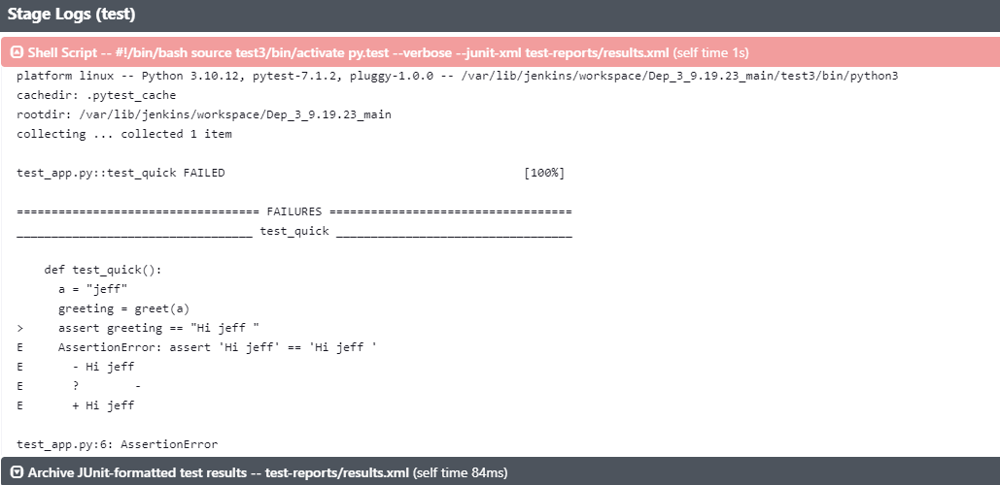 Stage Logs (test)
Shell Script -- #!/bin/bash source test3/bin/activate py.test --verbose --junit-xml test-reports/results.xml (self time 1s)
platform linux -- Python 3.10.12, pytest-7.1.2, pluggy-1.0.0 -- /var/lib/jenkins/workspace/Dep_3_9.19.23_main/test3/bin/python3
cachedir: .pytest_cache
rootdir: /var/lib/jenkins/workspace/Dep_3_9.19.23_main
collecting ... collected 1 item
test_app.py::test_quick FAILED                                           [100%]
=================================== FAILURES ===================================
__________________________________ test_quick __________________________________
    def test_quick():
      a = "jeff"
      greeting = greet(a)
>     assert greeting == "Hi jeff "
E     AssertionError: assert 'Hi jeff' == 'Hi jeff '
E       - Hi jeff
E       ?        -
E       + Hi jeff
test_app.py:6: AssertionError
Archive JUnit-formatted test results -- test-reports/results.xml (self time 84ms)